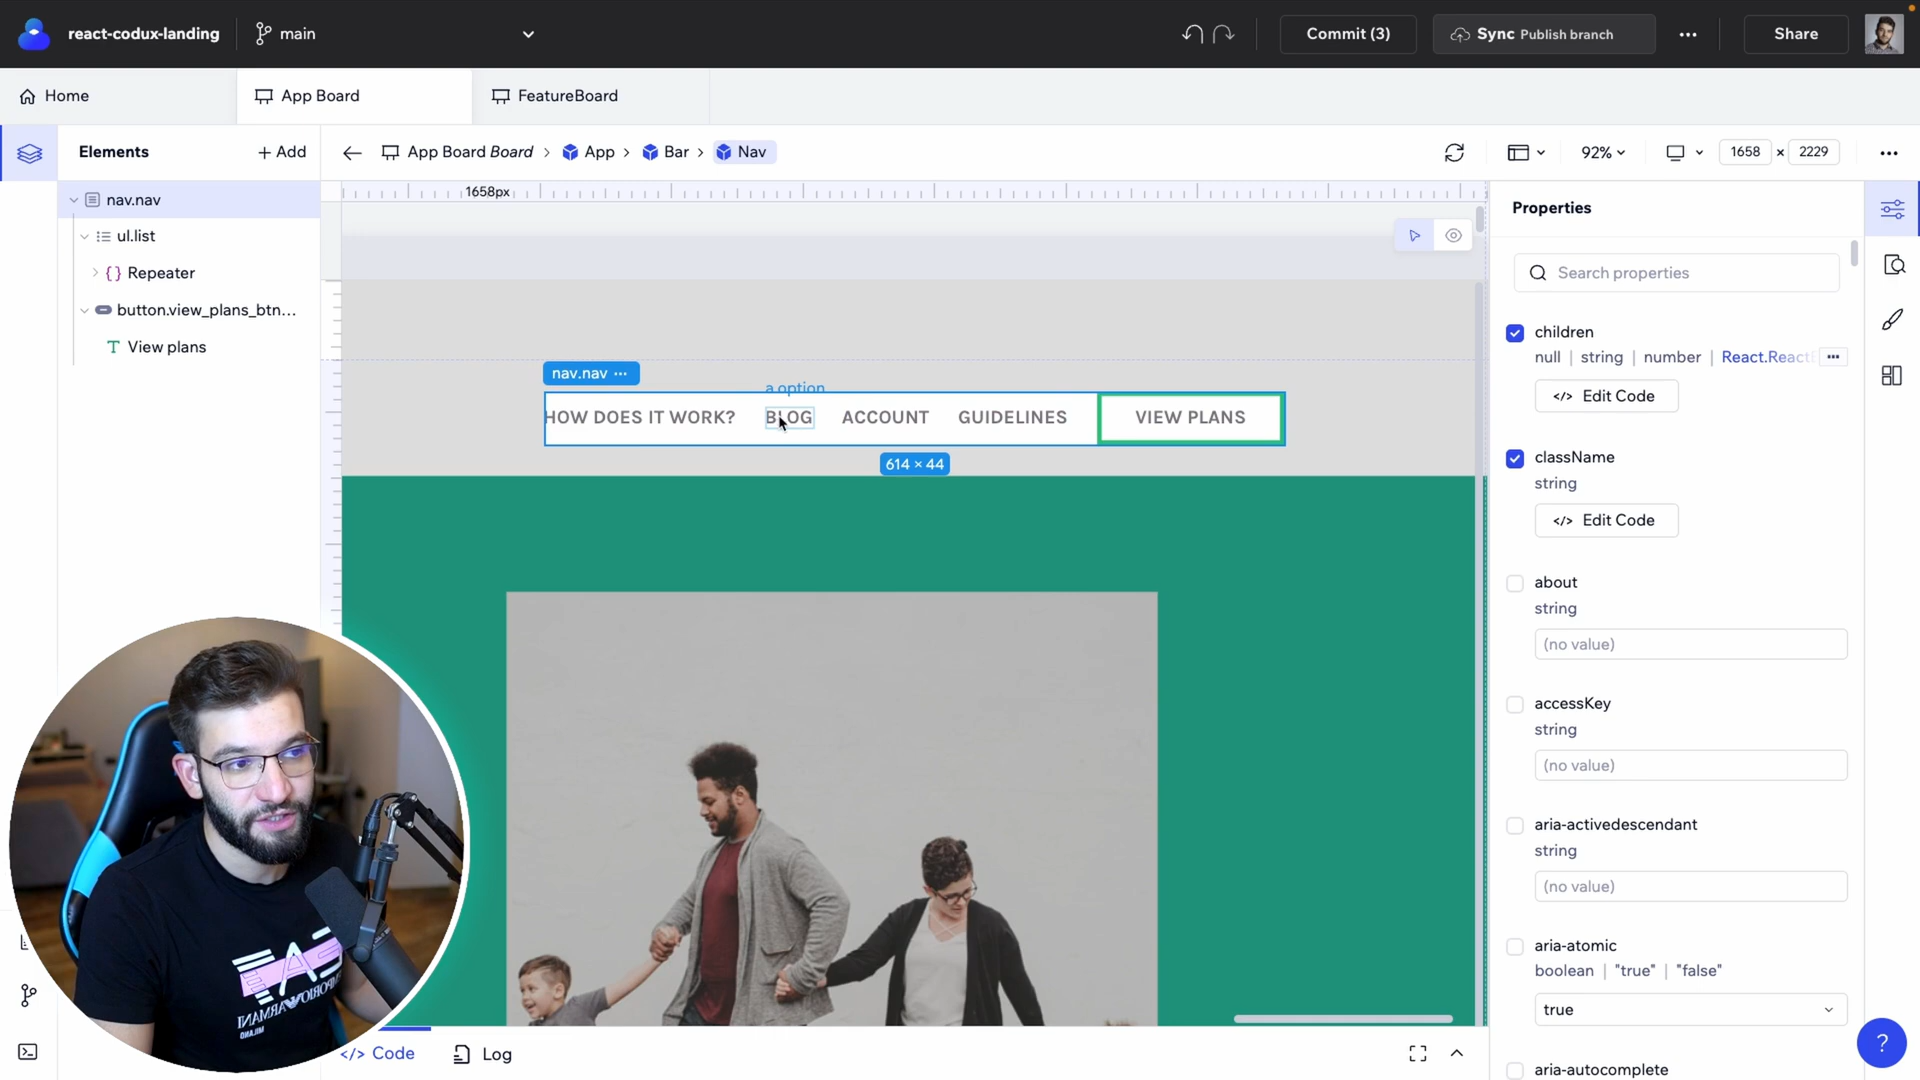 react-codux-landing
main
Commit (3)
Sync Publish branch
Share
Home
App Board
FeatureBoard
Elements
+ Add
App Board Board > App > Bar > Nav
92%
1658 × 2229
1658px
nav.nav
ul.list
{} Repeater
button.view_plans_btn...
T View plans
nav.nav ···
a.option
HOW DOES IT WORK?
BLOG
ACCOUNT
GUIDELINES
VIEW PLANS
614 × 44
Properties
Search properties
children
null | string | number | React.React
</> Edit Code
className
string
</> Edit Code
about
string
(no value)
accessKey
string
(no value)
aria-activedescendant
string
(no value)
aria-atomic
boolean | "true" | "false"
true
aria-autocomplete
</> Code
Log
?